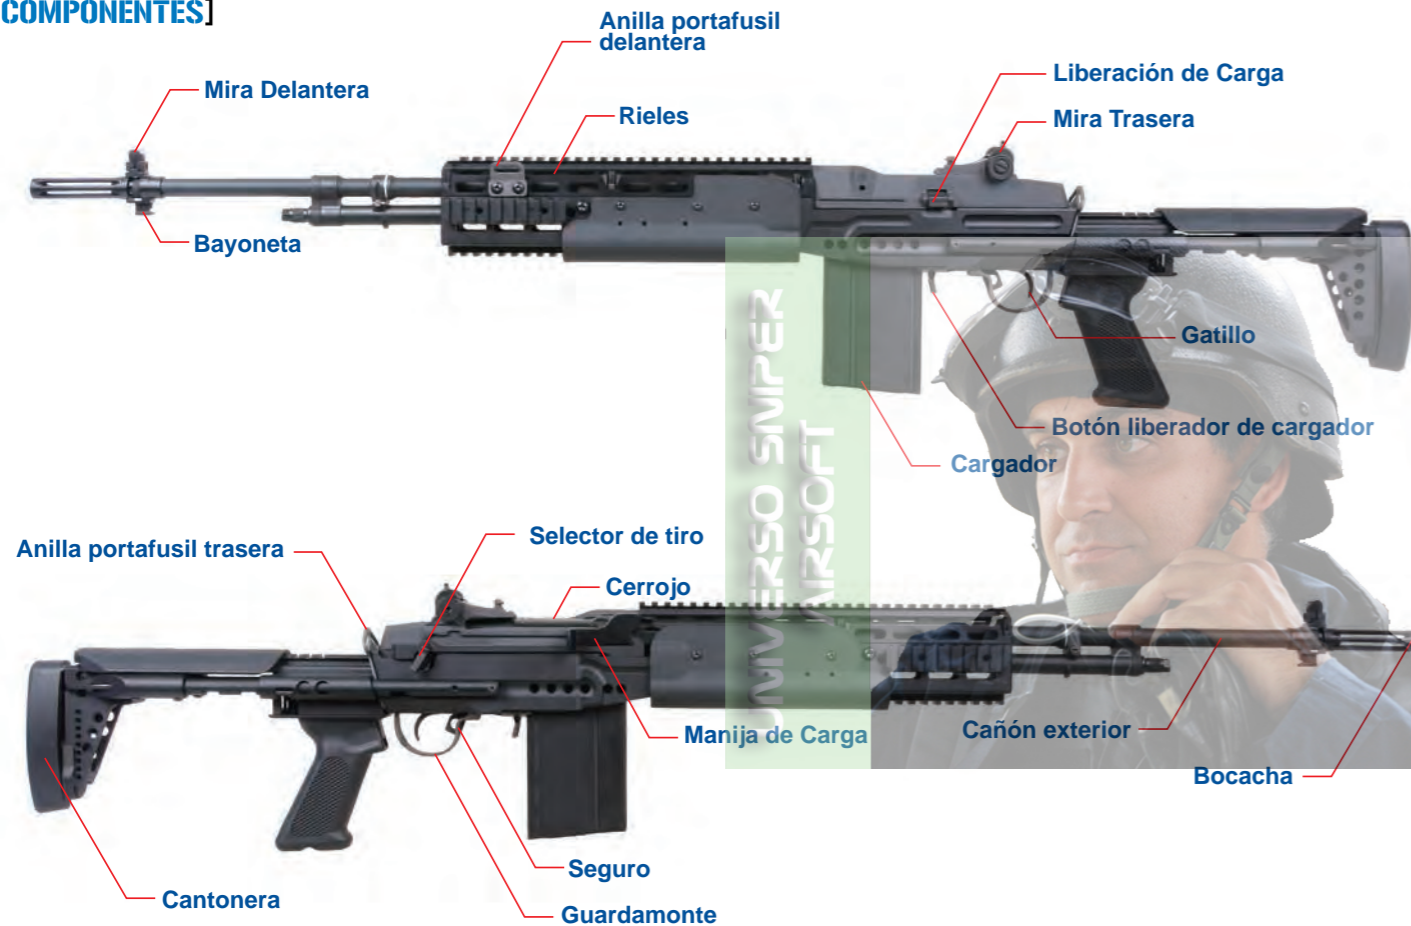 COMPONENTES]
Anilla portafusil
delantera
Mira Delantera
Liberación de Carga
Rieles
Mira Trasera
Bayoneta
Gatillo
Botón liberador de cargador
Cargador
UNIVERSO SNIPER
AIRSOFT
Anilla portafusil trasera
Selector de tiro
Cerrojo
Manija de Carga
Cañón exterior
Bocacha
Seguro
Cantonera
Guardamonte